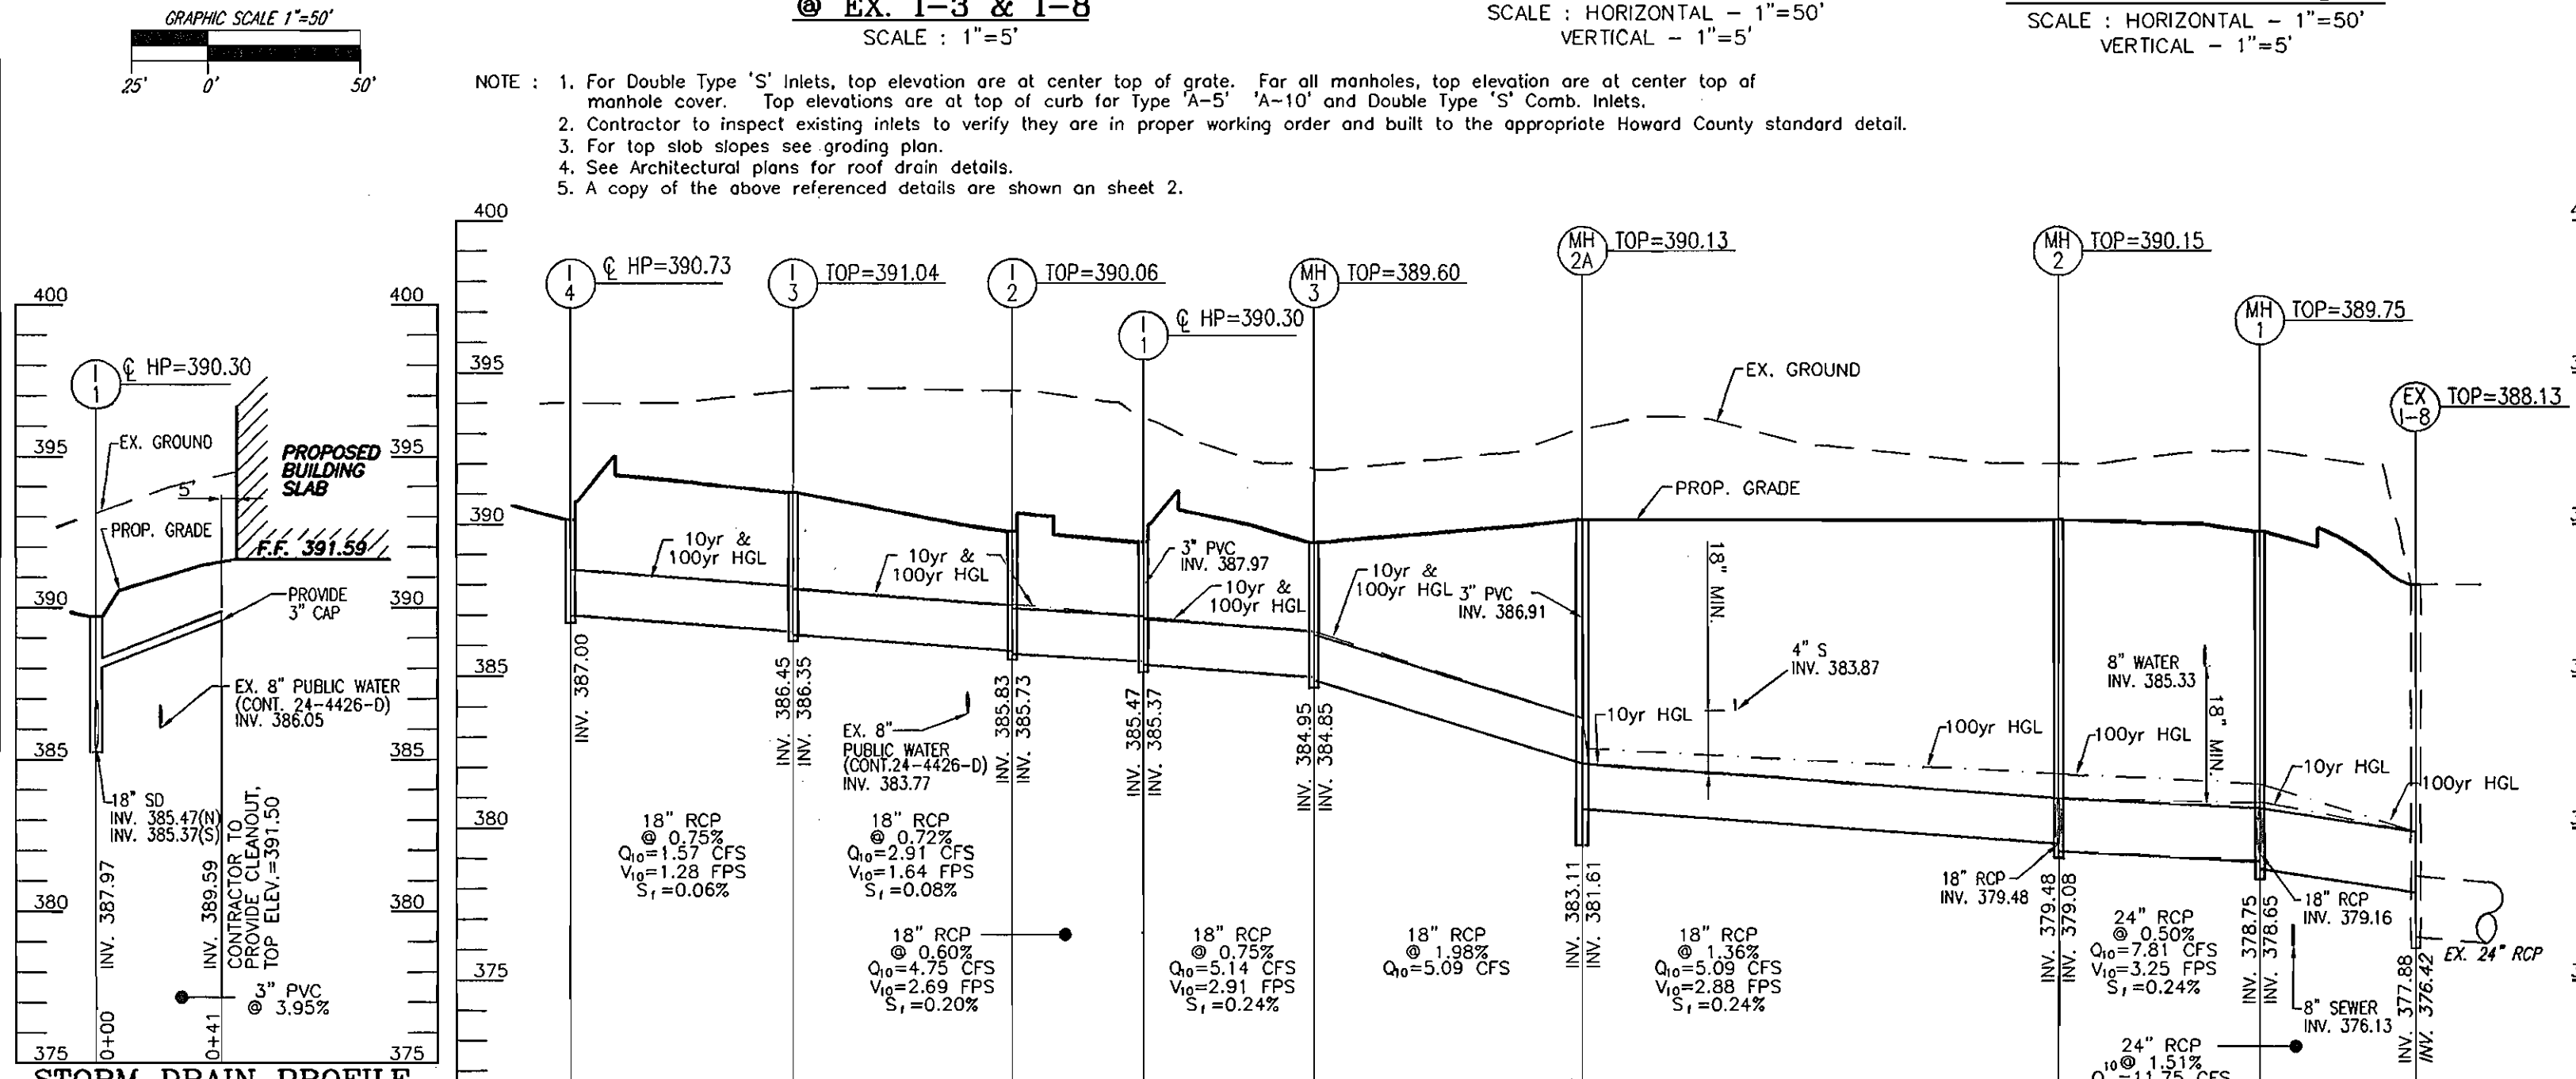 GRAPHIC SCALE 1"=50'
25' 0' 50'
@ EX. I-3 & I-8
SCALE : 1"=5'
SCALE : HORIZONTAL - 1"=50'
VERTICAL - 1"=5'
SCALE : HORIZONTAL - 1"=50'
VERTICAL - 1"=5'
NOTE : 1. For Double Type 'S' Inlets, top elevation are at center top of grate. For all manholes, top elevation are at center top of
manhole cover. Top elevations are at top of curb for Type 'A-5' 'A-10' and Double Type 'S' Comb. Inlets.
2. Contractor to inspect existing inlets to verify they are in proper working order and built to the appropriate Howard County standard detail.
3. For top slab slopes see grading plan.
4. See Architectural plans for roof drain details.
5. A copy of the above referenced details are shown on sheet 2.
400
400
395
395
390
390
385
385
380
380
375
375
I
1
℄ HP=390.30
EX. GROUND
5'
PROPOSED
BUILDING
SLAB
PROP. GRADE
F.F. 391.59
PROVIDE
3" CAP
EX. 8" PUBLIC WATER
(CONT. 24-4426-D)
INV. 386.05
18" SD
INV. 385.47(N)
INV. 385.37(S)
INV. 387.97
INV. 389.59
CONTRACTOR TO
PROVIDE CLEANOUT,
TOP ELEV.=391.50
3" PVC
@ 3.95%
0+00
0+41
STORM DRAIN PROFILE
400
395
390
385
380
375
I
4
℄ HP=390.73
I
3
TOP=391.04
I
2
TOP=390.06
I
1
℄ HP=390.30
MH
3
TOP=389.60
MH
2A
TOP=390.13
MH
2
TOP=390.15
MH
1
TOP=389.75
EX
I-8
TOP=388.13
EX. GROUND
PROP. GRADE
10yr &
100yr HGL
10yr &
100yr HGL
3" PVC
INV. 387.97
10yr &
100yr HGL
10yr &
100yr HGL
3" PVC
INV. 386.91
18" MIN.
4" S
INV. 383.87
8" WATER
INV. 385.33
18" MIN.
10yr HGL
100yr HGL
100yr HGL
10yr HGL
100yr HGL
EX. 8"
PUBLIC WATER
(CONT.24-4426-D)
INV. 383.77
INV. 387.00
INV. 386.45
INV. 386.35
INV. 385.83
INV. 385.73
INV. 385.47
INV. 385.37
INV. 384.95
INV. 384.85
INV. 383.11
INV. 381.61
INV. 379.48
INV. 379.08
INV. 378.75
INV. 378.65
INV. 377.88
INV. 376.42
18" RCP
@ 0.75%
Q10=1.57 CFS
V10=1.28 FPS
Sf=0.06%
18" RCP
@ 0.72%
Q10=2.91 CFS
V10=1.64 FPS
Sf=0.08%
18" RCP
@ 0.60%
Q10=4.75 CFS
V10=2.69 FPS
Sf=0.20%
18" RCP
@ 0.75%
Q10=5.14 CFS
V10=2.91 FPS
Sf=0.24%
18" RCP
@ 1.98%
Q10=5.09 CFS
18" RCP
@ 1.36%
Q10=5.09 CFS
V10=2.88 FPS
Sf=0.24%
18" RCP
INV. 379.48
24" RCP
@ 0.50%
Q10=7.81 CFS
V10=3.25 FPS
Sf=0.24%
18" RCP
INV. 379.16
EX. 24" RCP
8" SEWER
INV. 376.13
24" RCP
@ 1.51%
Q10=11.75 CFS